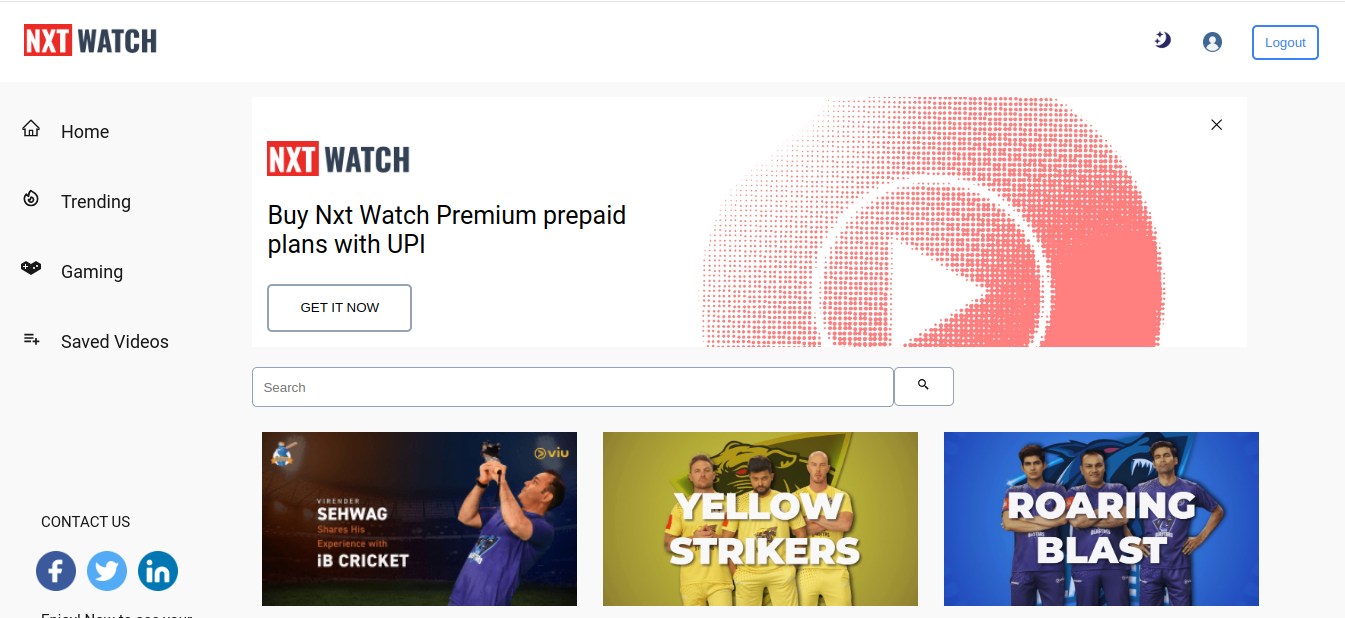 NXT WATCH
Logout
Home
Trending
Gaming
Saved Videos
CONTACT US
NXT WATCH
Buy Nxt Watch Premium prepaid
plans with UPI
GET IT NOW
Search
viu
VIRENDER
SEHWAG
Shares His
Experience with
iB CRICKET
YELLOW
STRIKERS
ROARING
BLAST